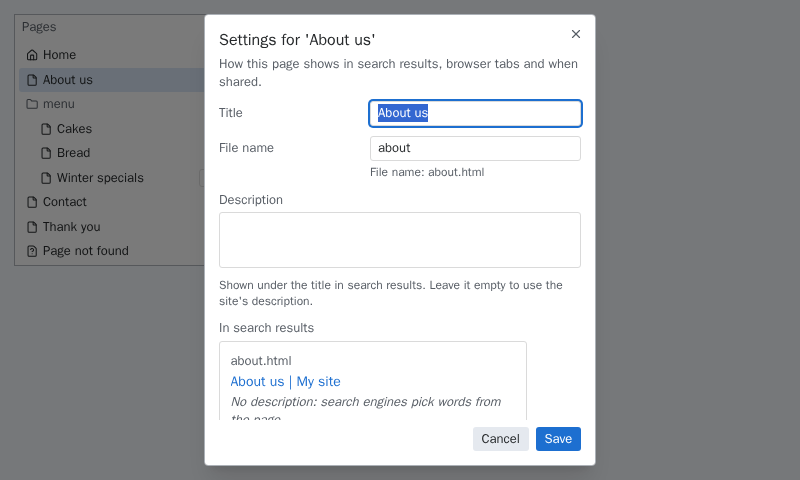 Pages
Home
About us
menu
Cakes
Bread
Winter specials
Contact
Thank you
Page not found
Settings for 'About us'
How this page shows in search results, browser tabs and when
shared.
Title
About us
File name
about
File name: about.html
Description
Shown under the title in search results. Leave it empty to use the
site's description.
In search results
about.html
About us | My site
No description: search engines pick words from
the page
Cancel
Save